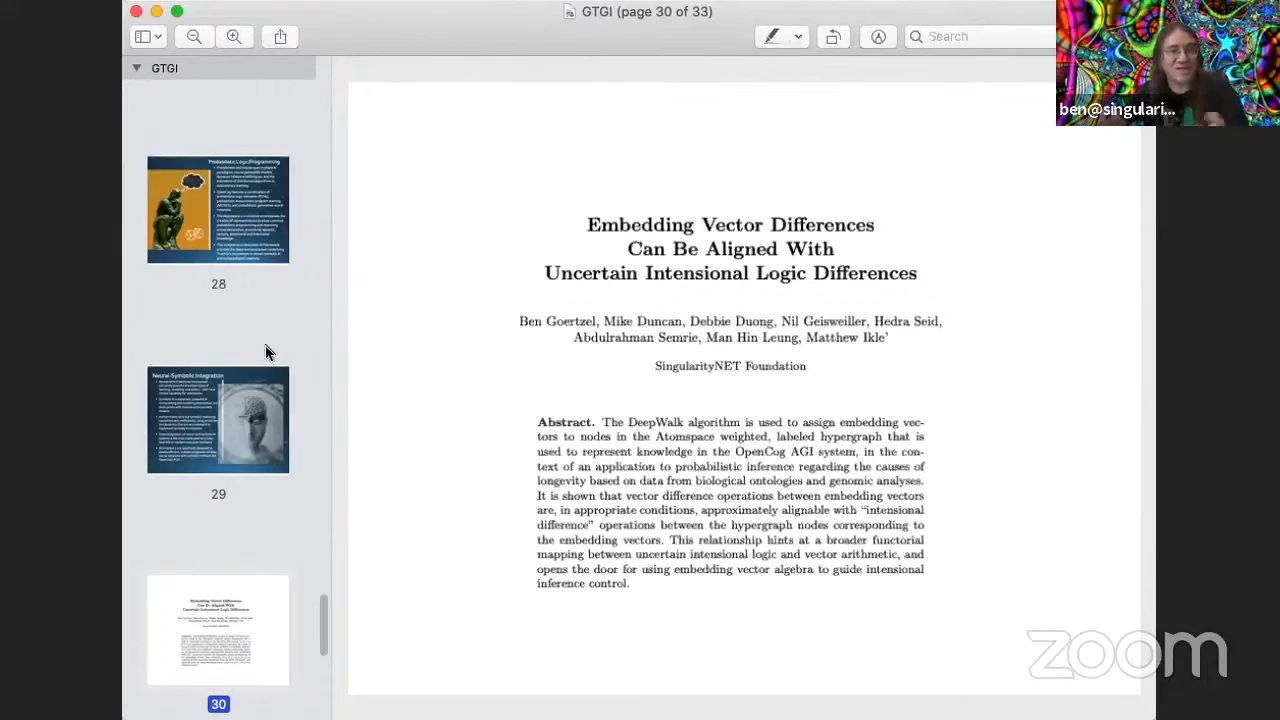 GTGI (page 30 of 33)
Search
GTGI
ben@singulari...
Probabilistic Logic Programming
28
Neural-Symbolic Integration
29
30
Embedding Vector Differences
Can Be Aligned With
Uncertain Intensional Logic Differences
Ben Goertzel, Mike Duncan, Debbie Duong, Nil Geisweiller, Hedra Seid,
Abdulrahman Semrie, Man Hin Leung, Matthew Ikle'
SingularityNET Foundation
Abstract. The DeepWalk algorithm is used to assign embedding vec-
tors to nodes in the Atomspace weighted, labeled hypergraph that is
used to represent knowledge in the OpenCog AGI system, in the con-
text of an application to probabilistic inference regarding the causes of
longevity based on data from biological ontologies and genomic analyses.
It is shown that vector difference operations between embedding vectors
are, in appropriate conditions, approximately alignable with "intensional
difference" operations between the hypergraph nodes corresponding to
the embedding vectors. This relationship hints at a broader functorial
mapping between uncertain intensional logic and vector arithmetic, and
opens the door for using embedding vector algebra to guide intensional
inference control.
zoom